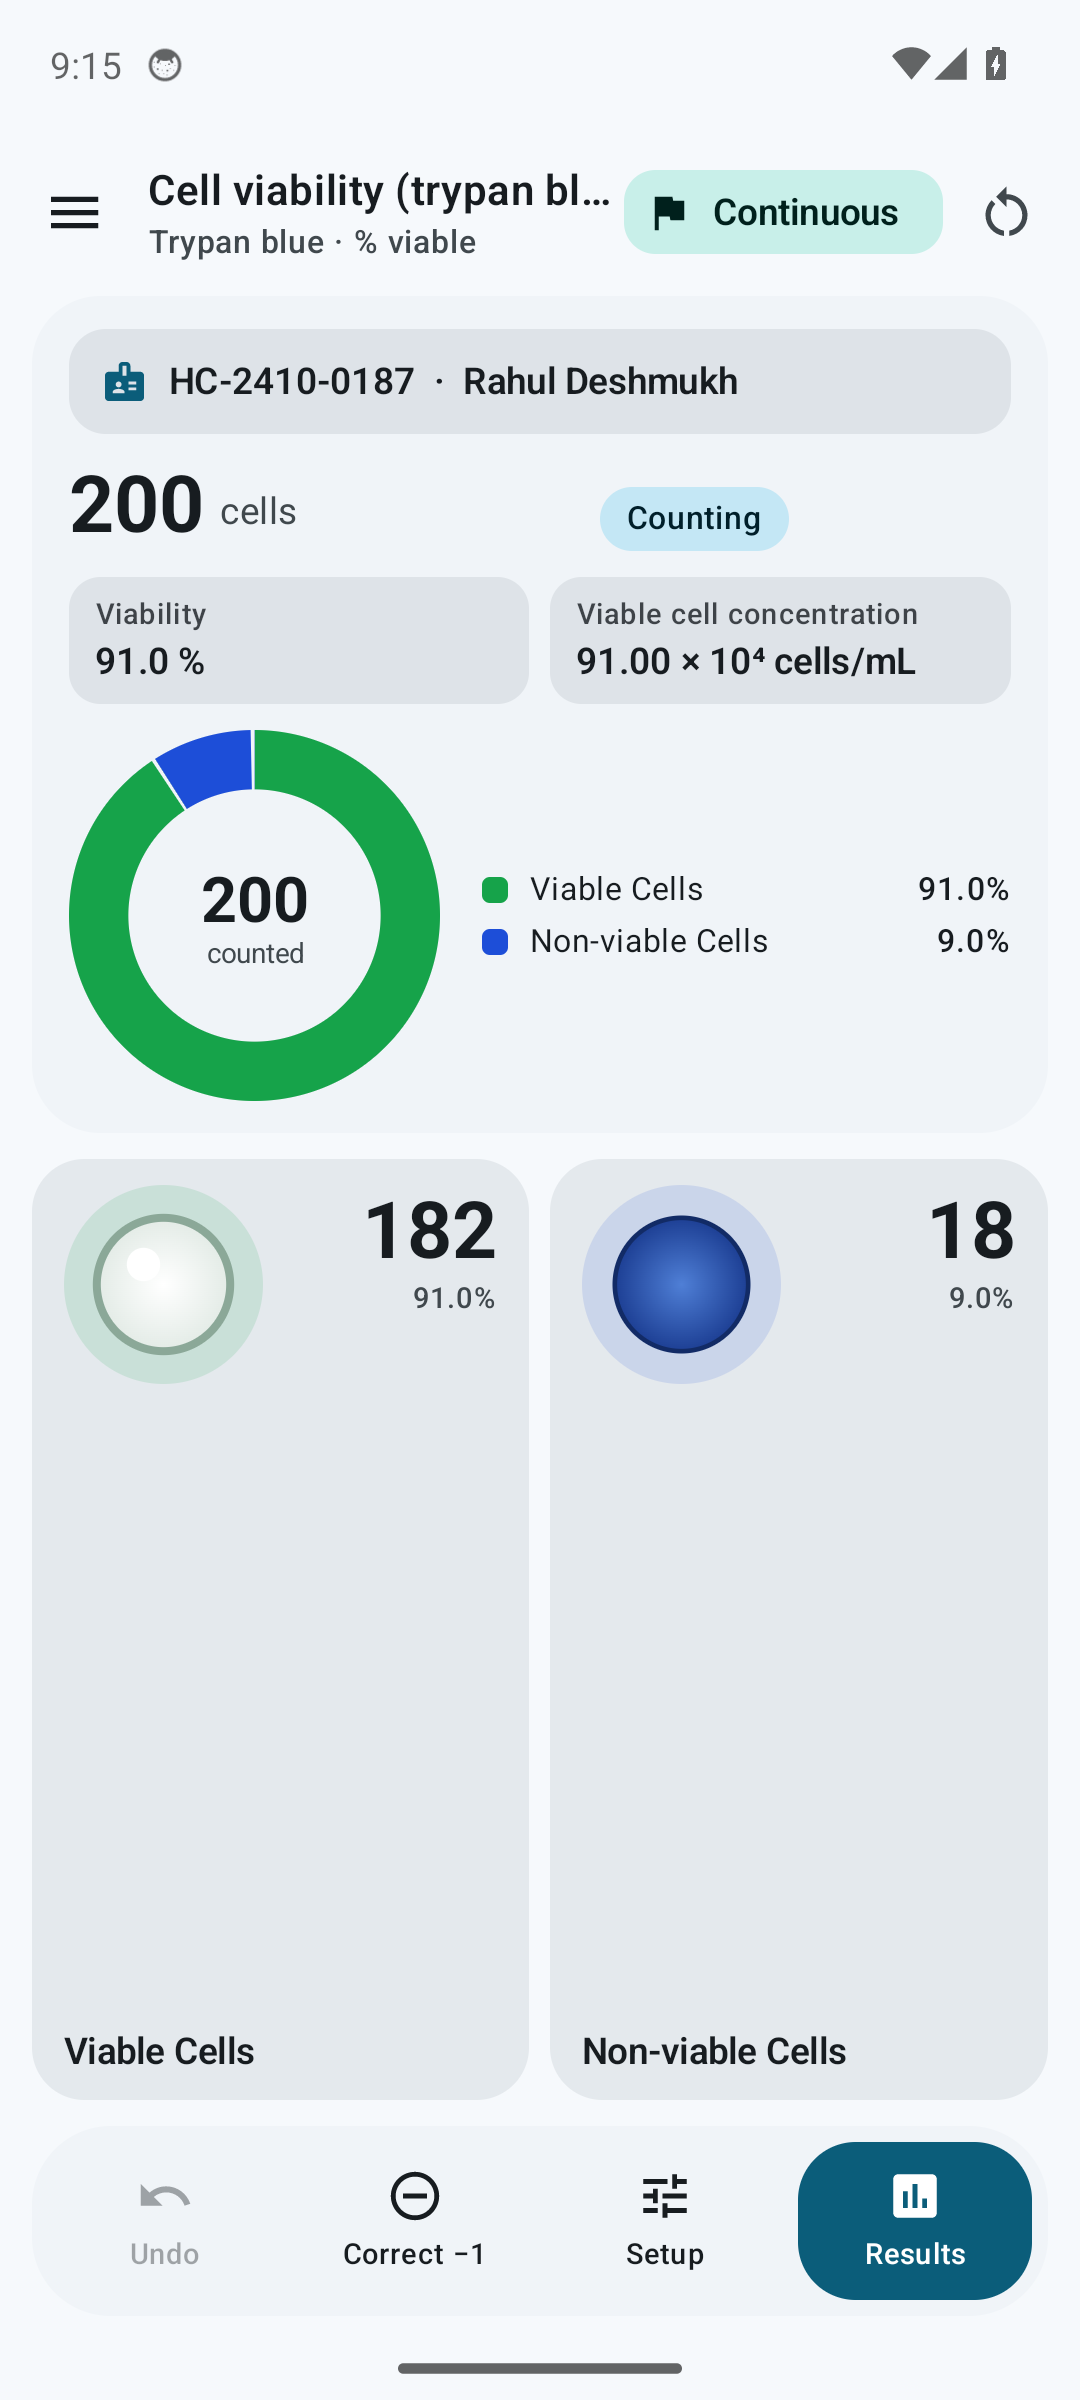 9:15
Cell viability (trypan bl…
Trypan blue · % viable
Continuous
HC-2410-0187 · Rahul Deshmukh
200 cells
Counting
Viability
91.0 %
Viable cell concentration
91.00 × 10⁴ cells/mL
200
counted
Viable Cells 91.0%
Non-viable Cells 9.0%
182
91.0%
Viable Cells
18
9.0%
Non-viable Cells
Undo
Correct −1
Setup
Results